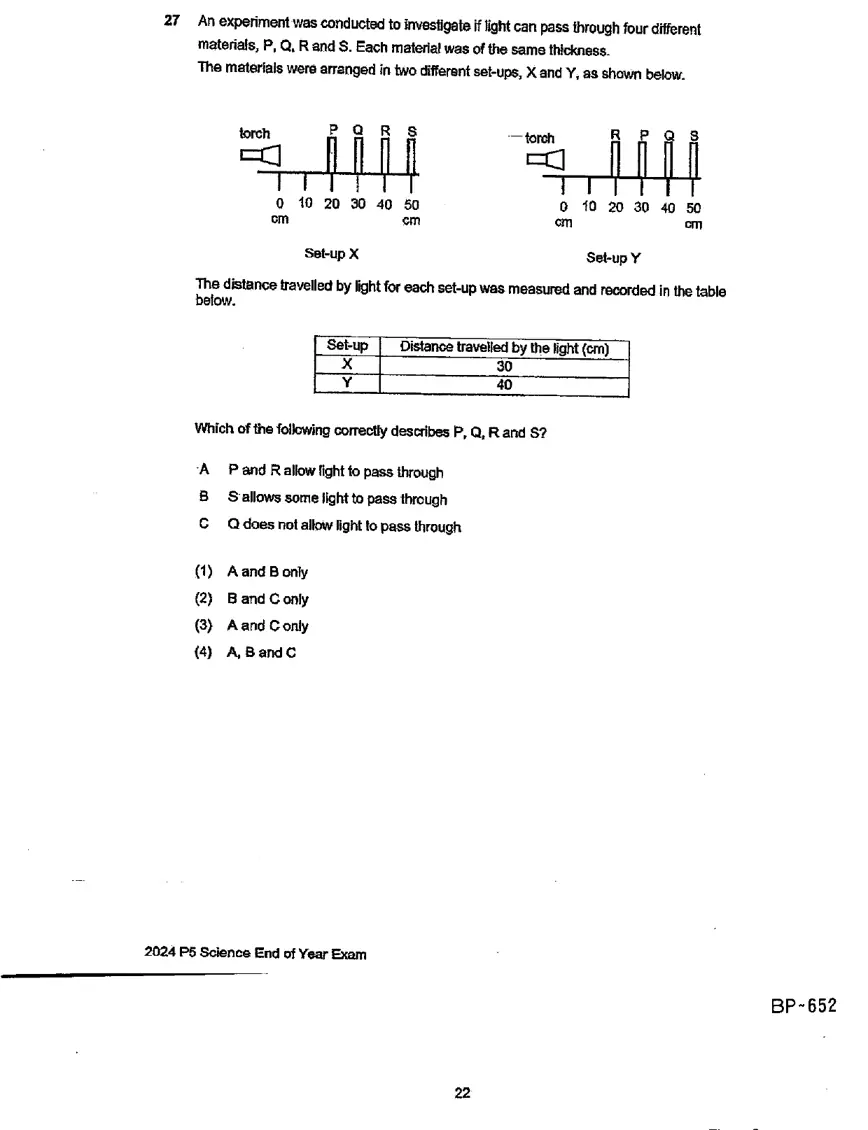 27 An experiment was conducted to investigate if light can pass through four different
materials, P, Q, R and S. Each material was of the same thickness.
The materials were arranged in two different set-ups, X and Y, as shown below.
torch P Q R S
0 10 20 30 40 50
cm cm
Set-up X
torch R P Q S
0 10 20 30 40 50
cm cm
Set-up Y
The distance travelled by light for each set-up was measured and recorded in the table
below.
Set-up Distance travelled by the light (cm)
X 30
Y 40
Which of the following correctly describes P, Q, R and S?
A P and R allow light to pass through
B S allows some light to pass through
C Q does not allow light to pass through
(1) A and B only
(2) B and C only
(3) A and C only
(4) A, B and C
2024 P5 Science End of Year Exam
BP-652
22